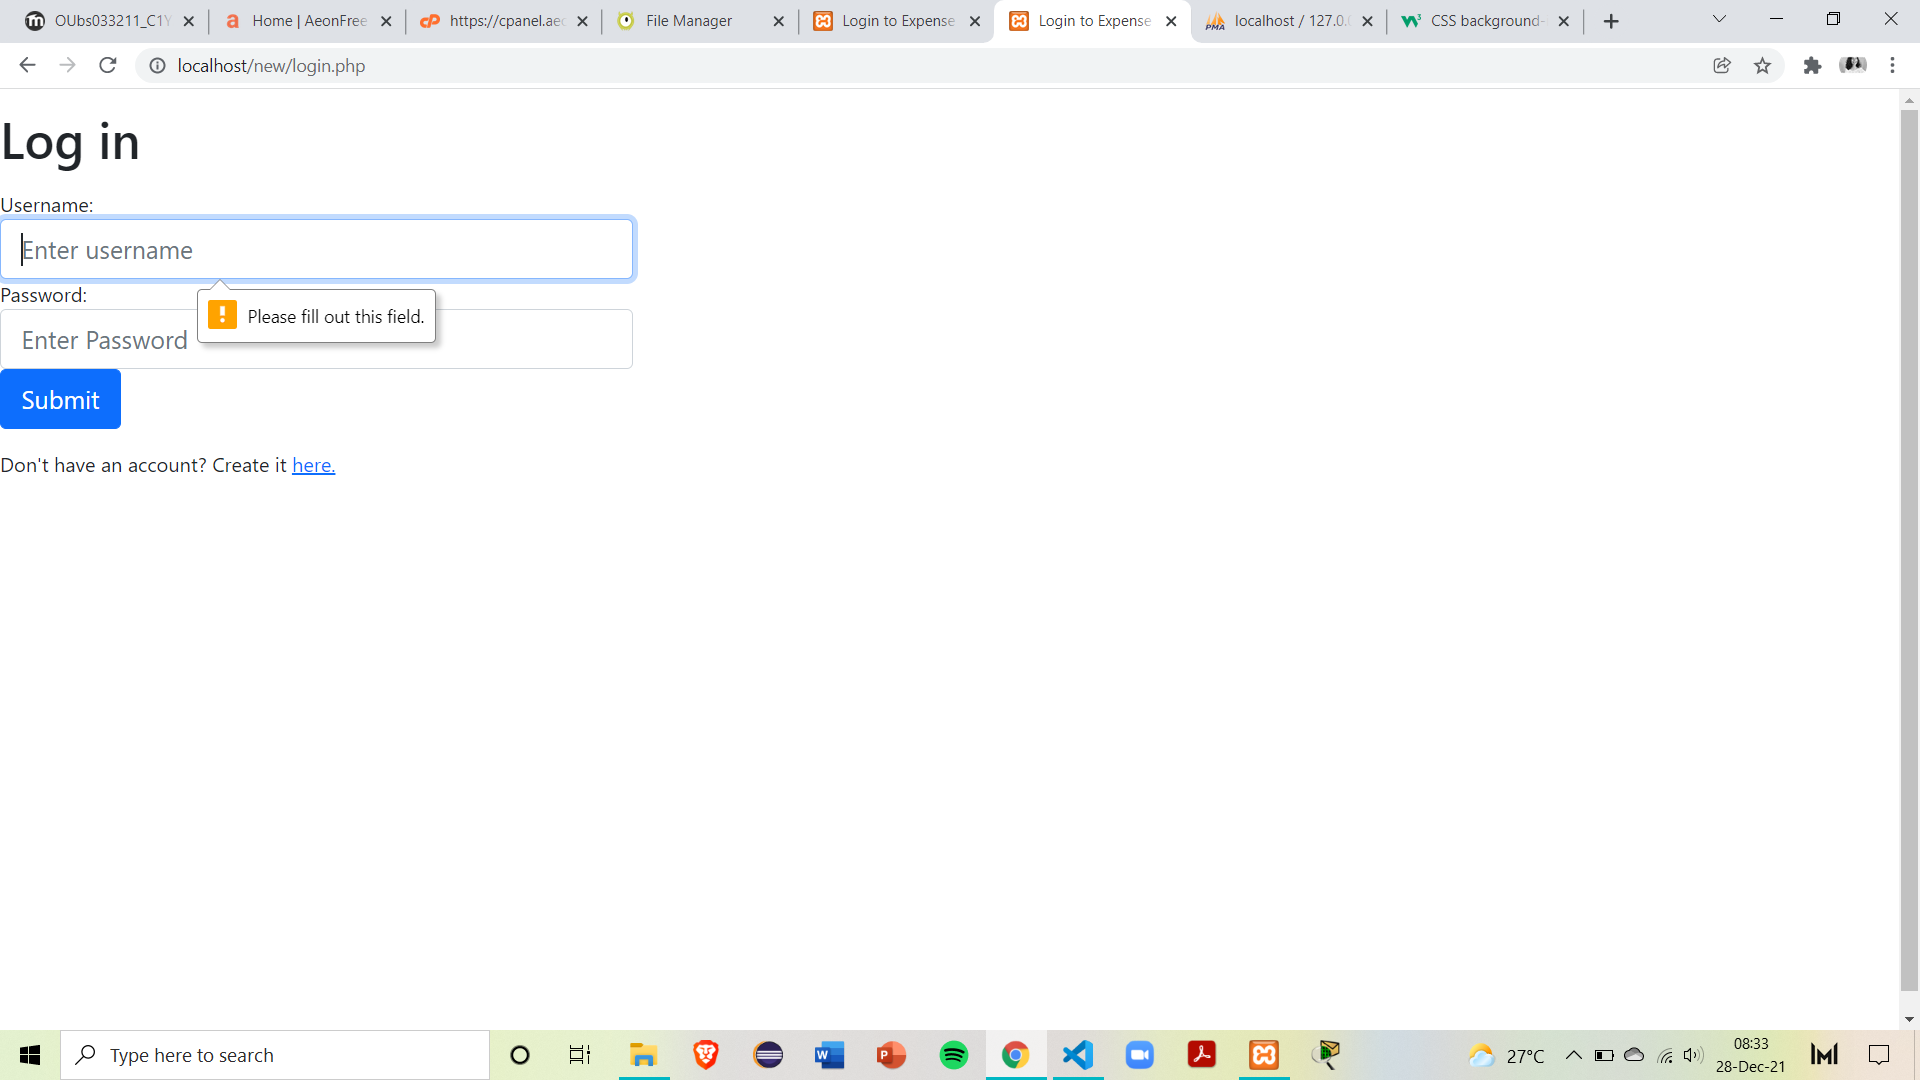 OUbs033211_C1Y
Home | AeonFree
https://cpanel.aeo
File Manager
Login to Expense
Login to Expense
localhost / 127.0.0
CSS background-
localhost/new/login.php
Log in
Username:
Enter username
Password:
Please fill out this field.
Enter Password
Submit
Don't have an account? Create it here.
Type here to search
27°C
08:33
28-Dec-21